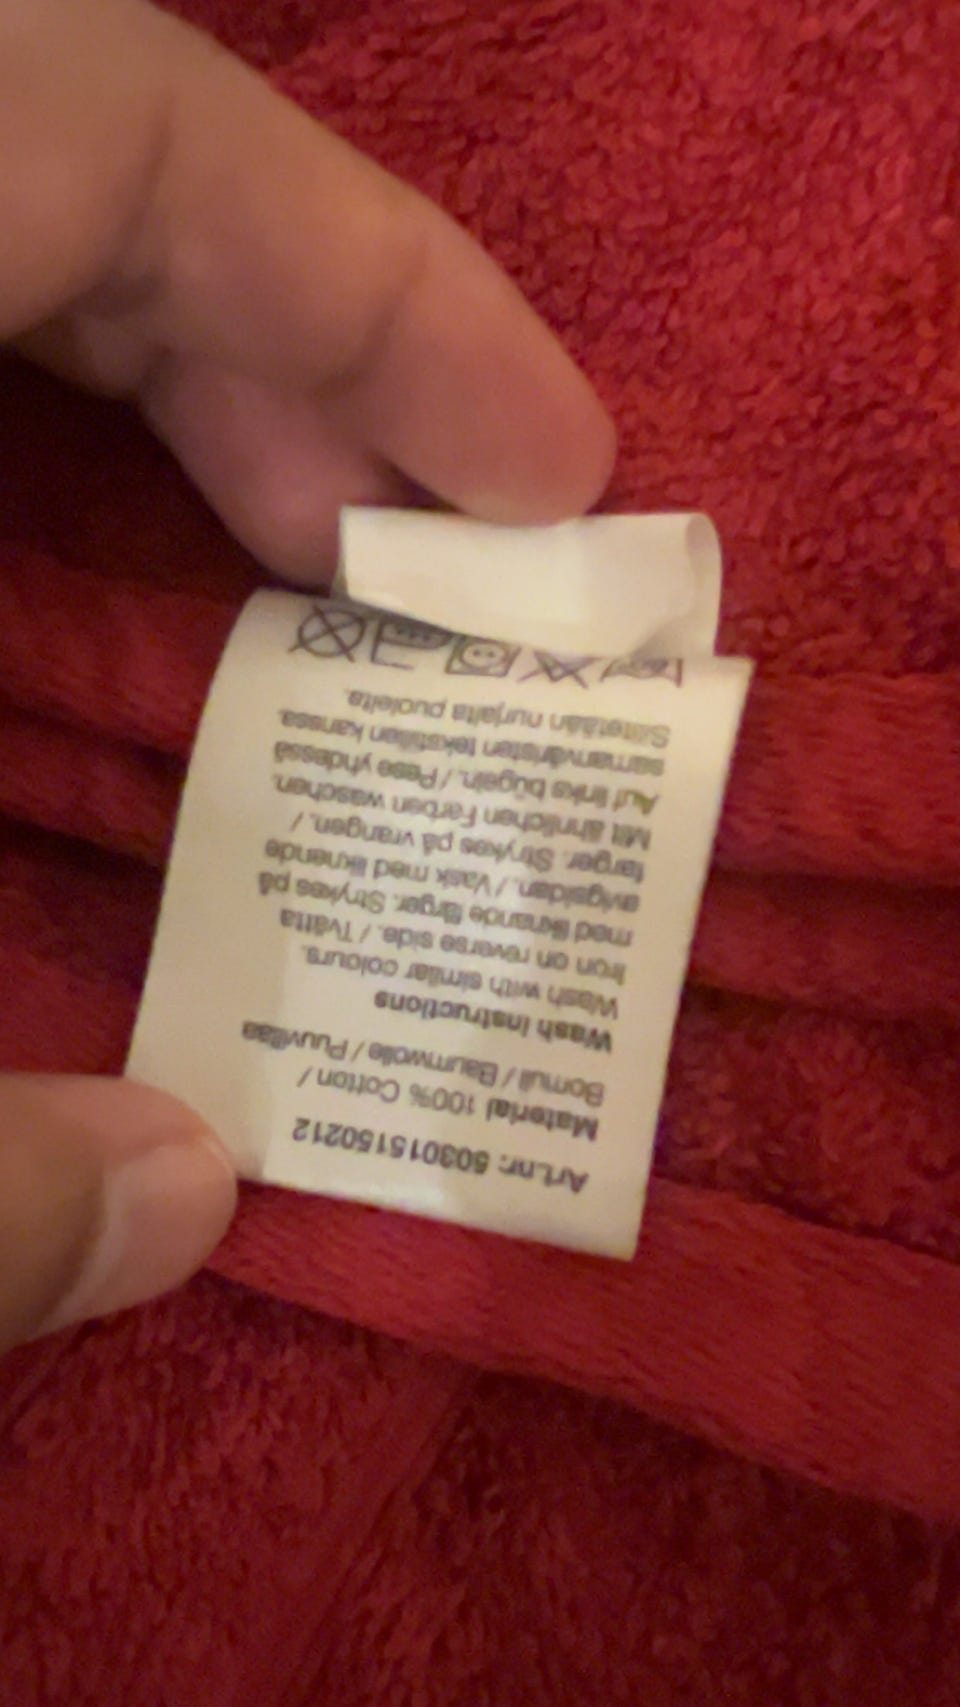 Art.nr: 503015150212
Material 100% Cotton /
Bomull / Baumwolle / Puuvillaa
Wash instructions
Wash with similar colours.
Iron on reverse side. / Tvätta
med liknande färger. Strykes på
avigsidan. / Vask med liknende
farger. Strykes på vrangen. /
Mit ähnlichen Farben waschen.
Auf links bügeln. / Pese yhdessä
samanväristen tekstiilien kanssa.
Silitetään nurjalta puolelta.